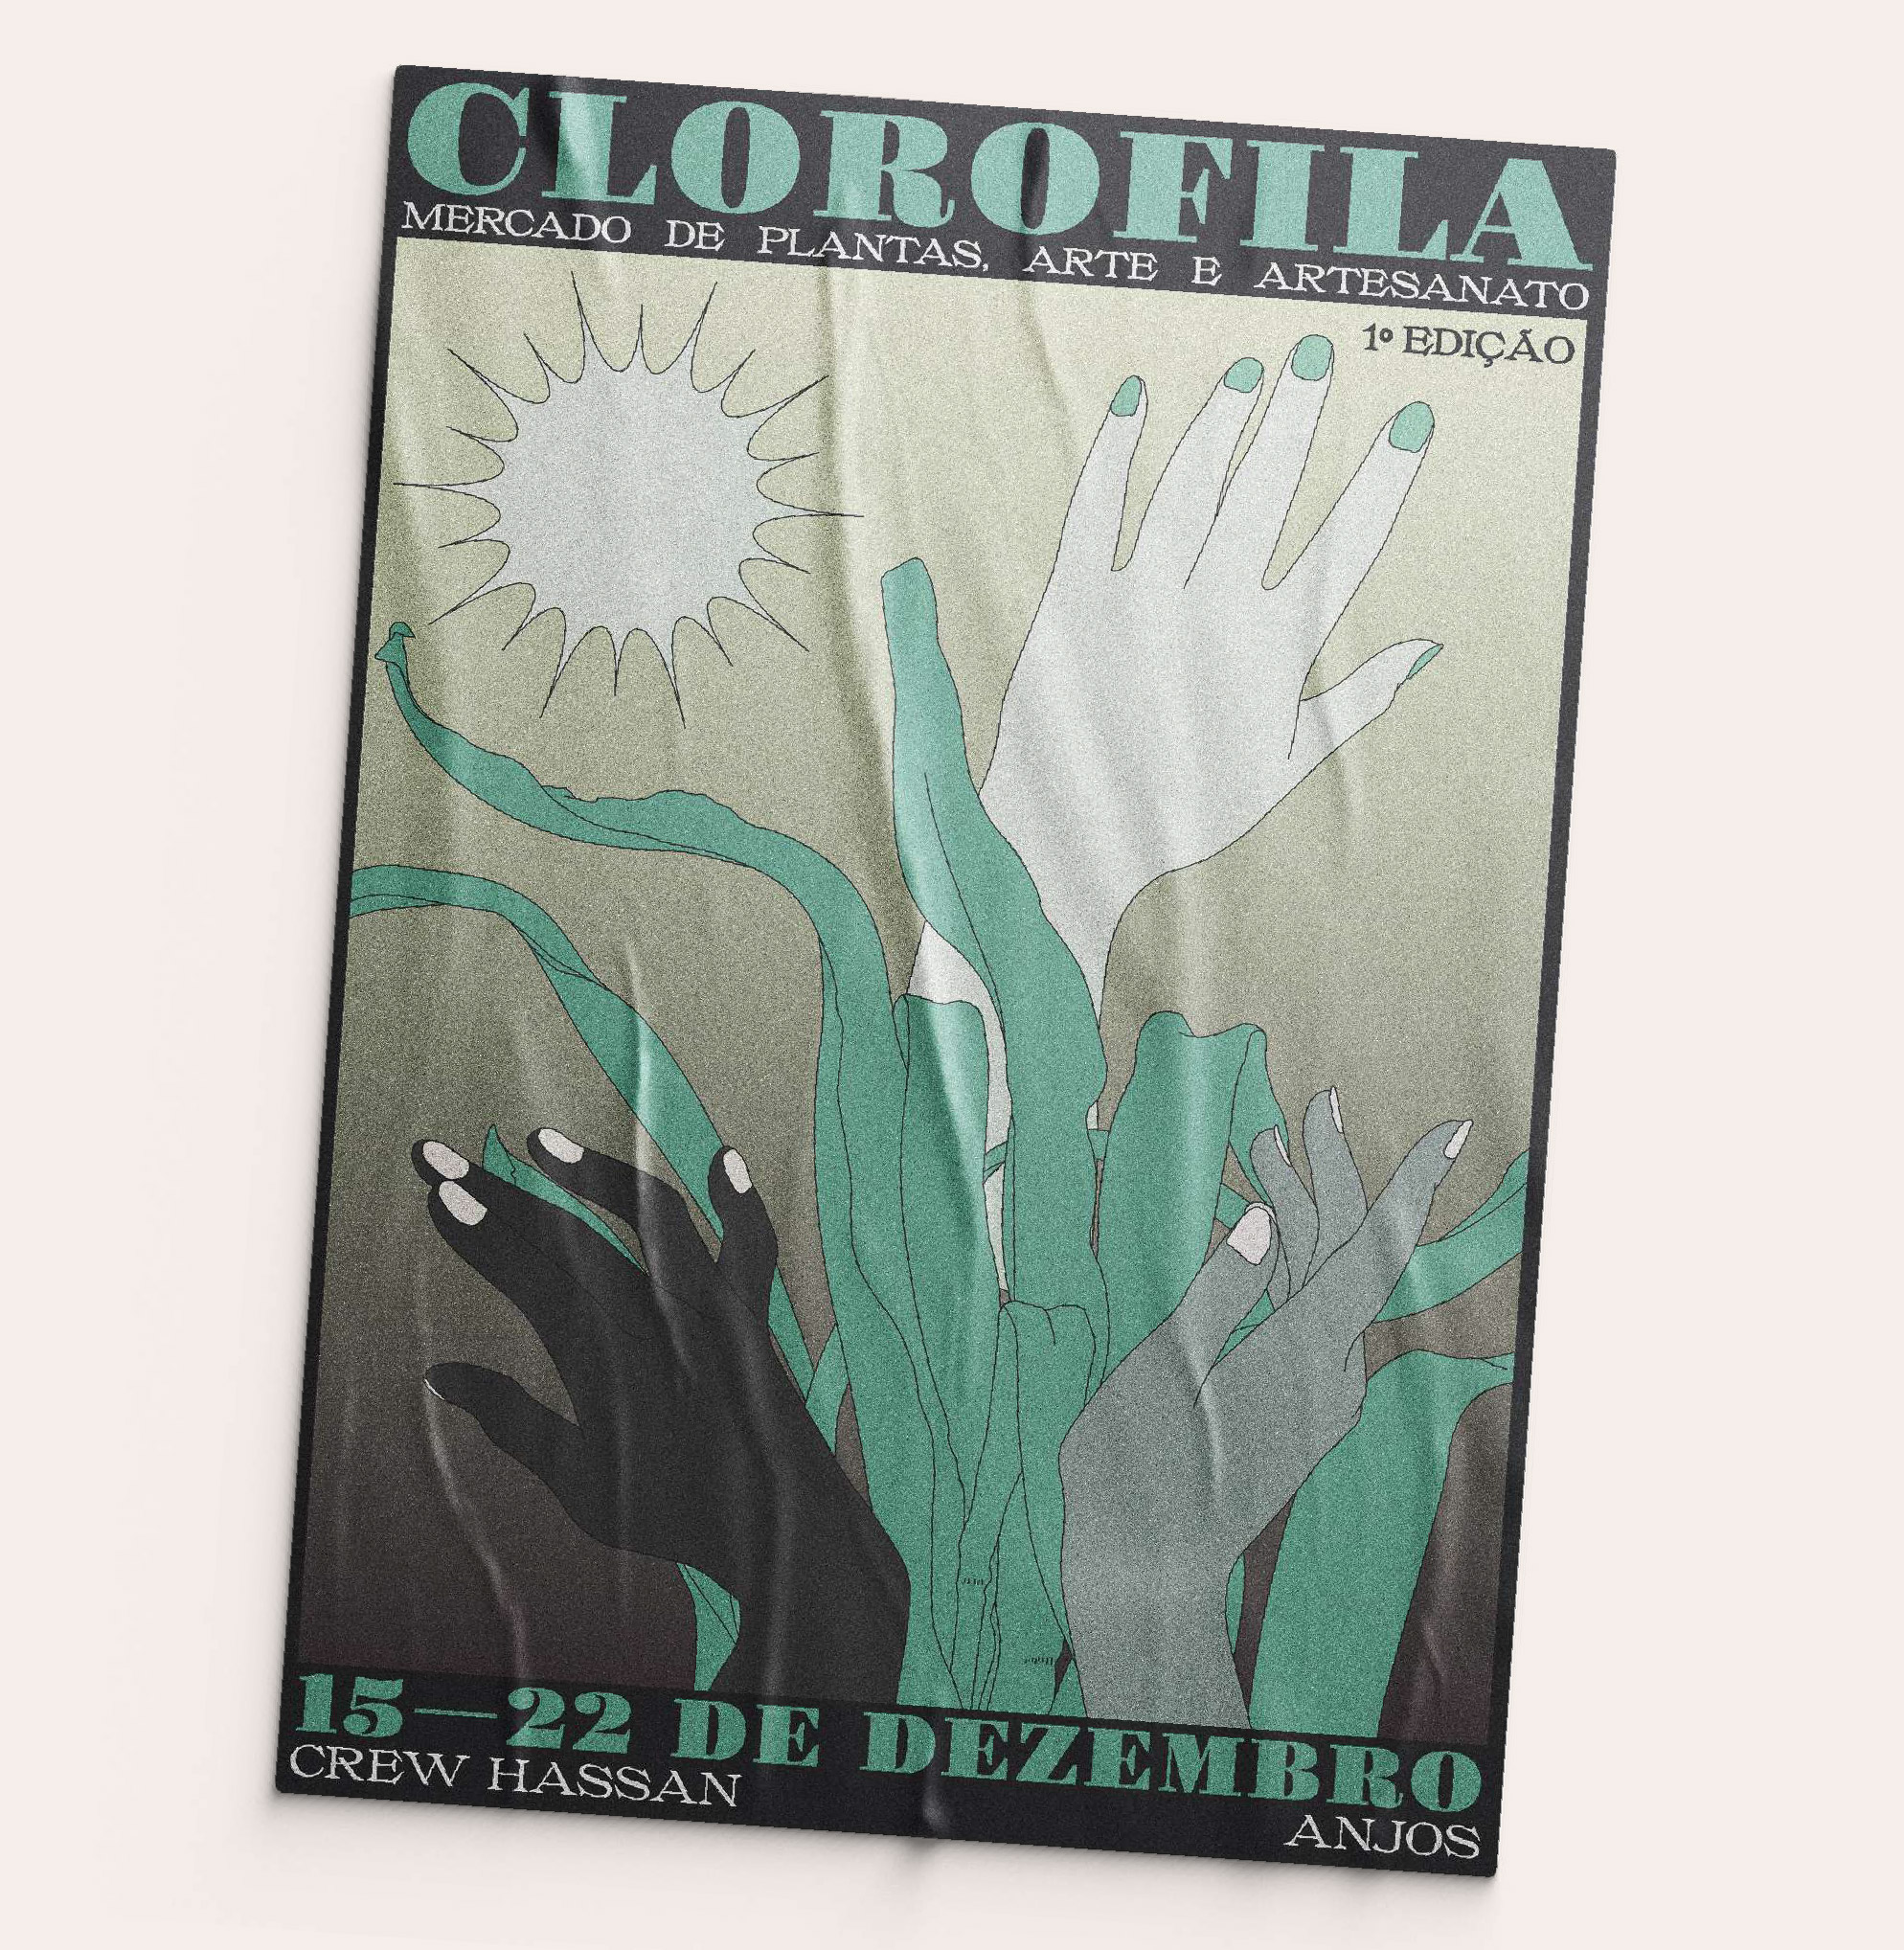 CLOROFILA
MERCADO DE PLANTAS, ARTE E ARTESANATO
1º EDIÇÃO
15—22 DE DEZEMBRO
CREW HASSAN
ANJOS